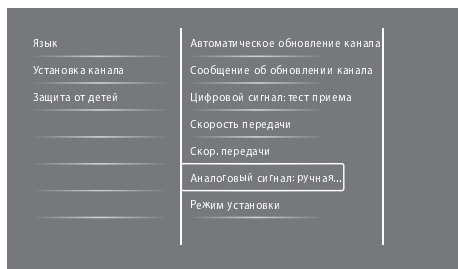 Язык
Установка канала
Защита от детей
Автоматическое обновление канала
Сообщение об обновлении канала
Цифровой сигнал: тест приема
Скорость передачи
Скор. передачи
Аналоговый сигнал: ручная...
Режим установки